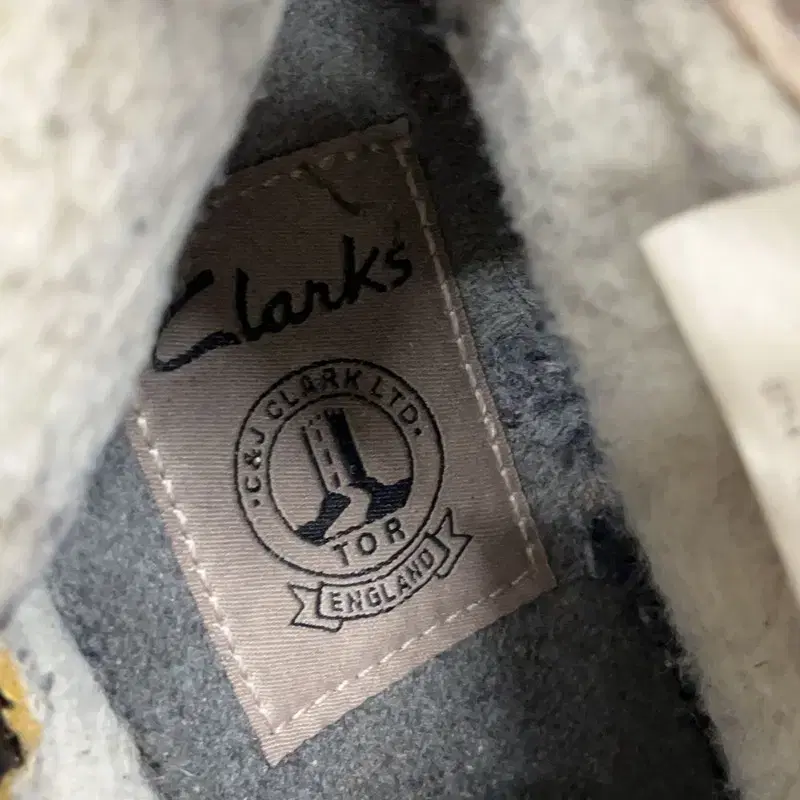 Clarks
C&J CLARK LTD.
TOR
ENGLAND